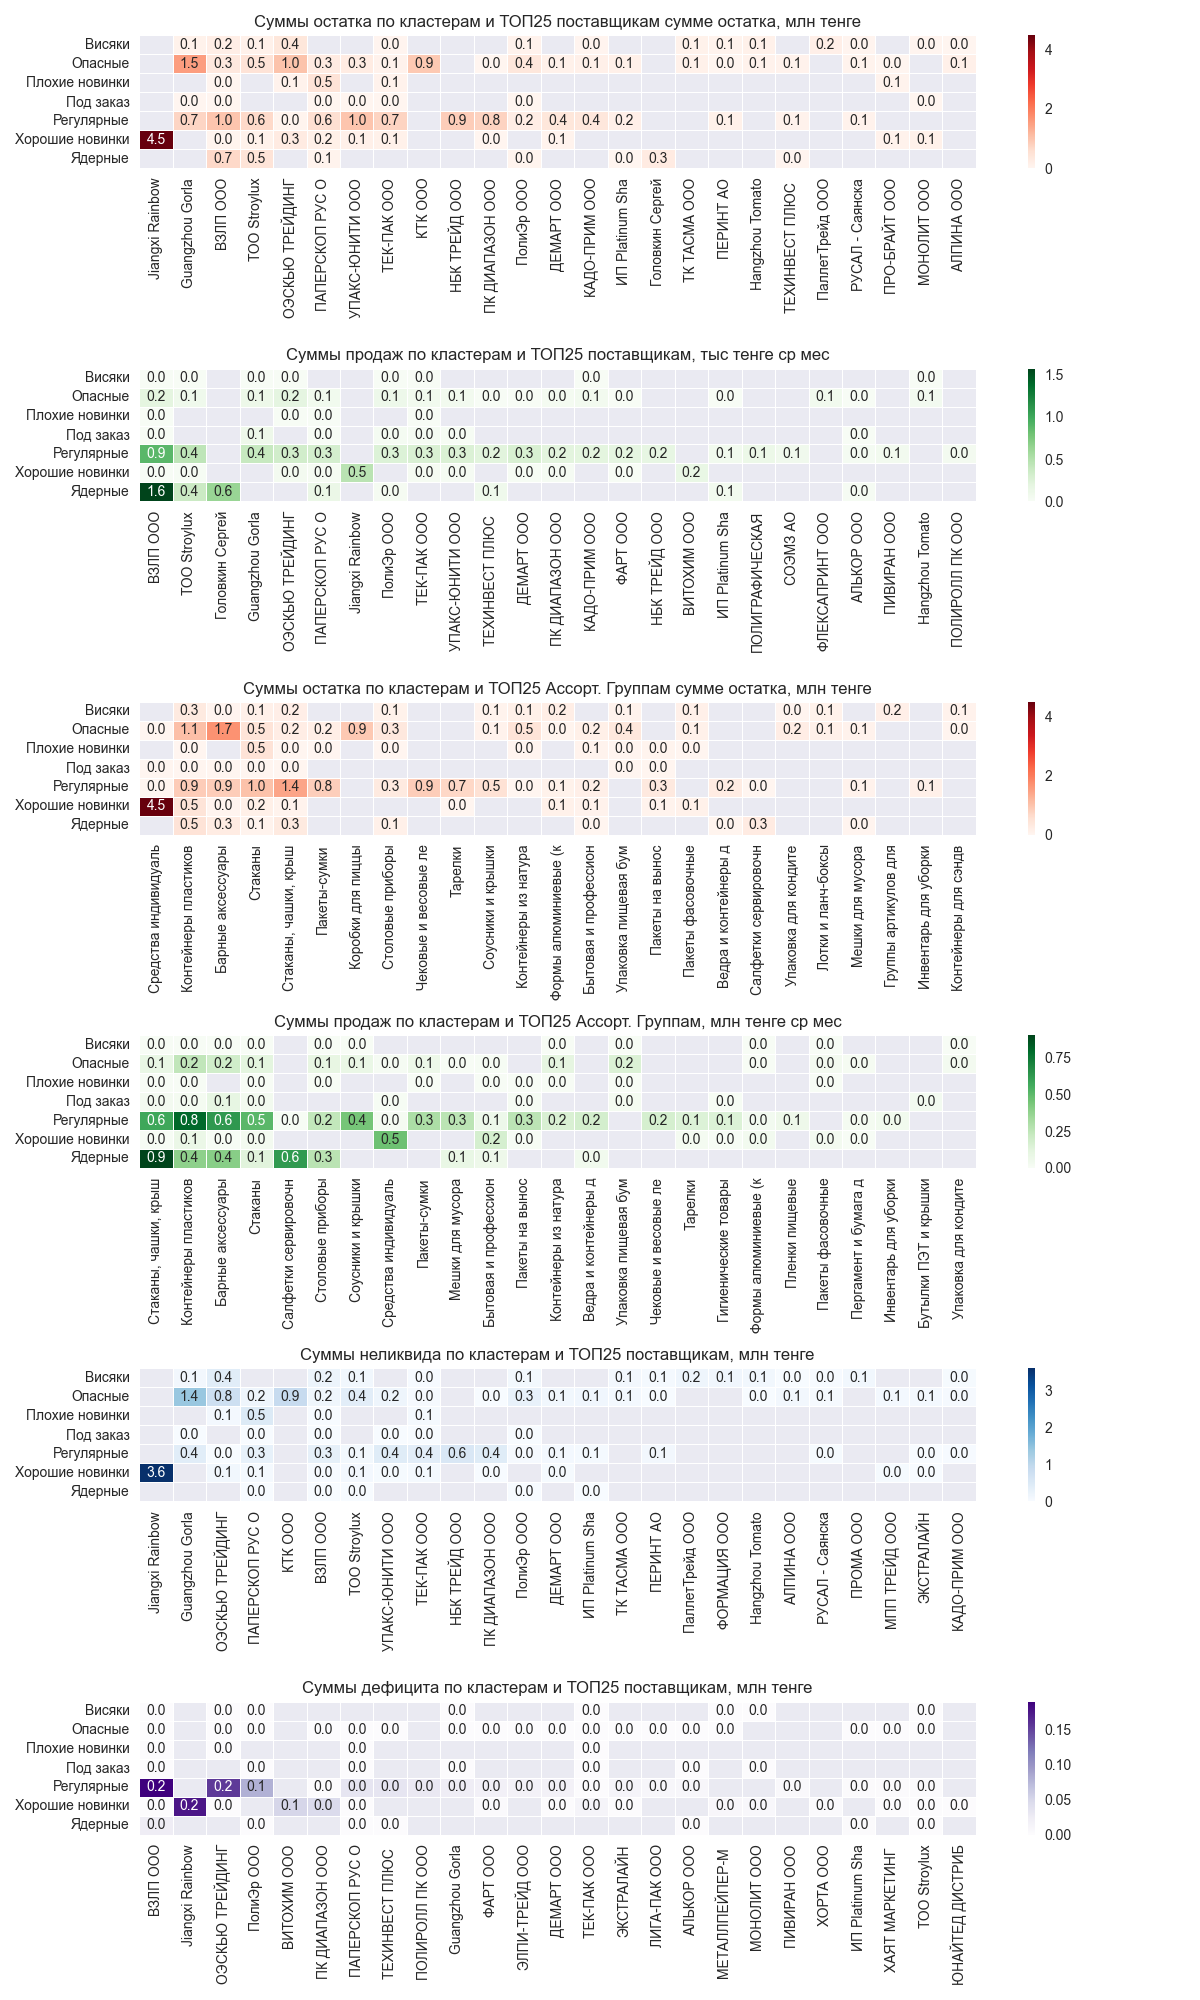 Суммы остатка по кластерам и ТОП25 поставщикам сумме остатка, млн тенге
Висяки 0.1 0.2 0.1 0.4 0.0 0.1 0.0 0.1 0.1 0.1 0.2 0.0 0.0 0.0
Опасные 1.5 0.3 0.5 1.0 0.3 0.3 0.1 0.9 0.0 0.4 0.1 0.1 0.1 0.1 0.0 0.1 0.1 0.1 0.0 0.1
Плохие новинки 0.0 0.1 0.5 0.1 0.1
Под заказ 0.0 0.0 0.0 0.0 0.0 0.0 0.0
Регулярные 0.7 1.0 0.6 0.0 0.6 1.0 0.7 0.9 0.8 0.2 0.4 0.4 0.2 0.1 0.1 0.1
Хорошие новинки 4.5 0.0 0.1 0.3 0.2 0.1 0.1 0.0 0.1 0.1 0.1
Ядерные 0.7 0.5 0.1 0.0 0.0 0.3 0.0
4
2
0
Jiangxi Rainbow
Guangzhou Gorla
ВЗЛП ООО
ТОО Stroylux
ОЭСКЬЮ ТРЕЙДИНГ
ПАПЕРСКОП РУС О
УПАКС-ЮНИТИ ООО
ТЕК-ПАК ООО
КТК ООО
НБК ТРЕЙД ООО
ПК ДИАПАЗОН ООО
ПолиЭр ООО
ДЕМАРТ ООО
КАДО-ПРИМ ООО
ИП Platinum Sha
Головкин Сергей
ТК ТАСМА ООО
ПЕРИНТ АО
Hangzhou Tomato
ТЕХИНВЕСТ ПЛЮС
ПаллетТрейд ООО
РУСАЛ - Саянска
ПРО-БРАЙТ ООО
МОНОЛИТ ООО
АЛПИНА ООО
Суммы продаж по кластерам и ТОП25 поставщикам, тыс тенге ср мес
Висяки 0.0 0.0 0.0 0.0 0.0 0.0 0.0 0.0
Опасные 0.2 0.1 0.1 0.2 0.1 0.1 0.1 0.1 0.0 0.0 0.0 0.1 0.0 0.0 0.1 0.0 0.1
Плохие новинки 0.0 0.0 0.0 0.0
Под заказ 0.0 0.1 0.0 0.0 0.0 0.0 0.0
Регулярные 0.9 0.4 0.4 0.3 0.3 0.3 0.3 0.3 0.2 0.3 0.2 0.2 0.2 0.2 0.1 0.1 0.1 0.0 0.1 0.0
Хорошие новинки 0.0 0.0 0.0 0.0 0.5 0.0 0.0 0.0 0.0 0.0 0.2
Ядерные 1.6 0.4 0.6 0.1 0.0 0.1 0.1 0.0
1.5
1.0
0.5
0.0
ВЗЛП ООО
ТОО Stroylux
Головкин Сергей
Guangzhou Gorla
ОЭСКЬЮ ТРЕЙДИНГ
ПАПЕРСКОП РУС О
Jiangxi Rainbow
ПолиЭр ООО
ТЕК-ПАК ООО
УПАКС-ЮНИТИ ООО
ТЕХИНВЕСТ ПЛЮС
ДЕМАРТ ООО
ПК ДИАПАЗОН ООО
КАДО-ПРИМ ООО
ФАРТ ООО
НБК ТРЕЙД ООО
ВИТОХИМ ООО
ИП Platinum Sha
ПОЛИГРАФИЧЕСКАЯ
СОЭМЗ АО
ФЛЕКСАПРИНТ ООО
АЛЬКОР ООО
ПИВИРАН ООО
Hangzhou Tomato
ПОЛИРОЛЛ ПК ООО
Суммы остатка по кластерам и ТОП25 Ассорт. Группам сумме остатка, млн тенге
Висяки 0.3 0.0 0.1 0.2 0.1 0.1 0.1 0.2 0.1 0.1 0.0 0.1 0.2 0.1
Опасные 0.0 1.1 1.7 0.5 0.2 0.2 0.9 0.3 0.1 0.5 0.0 0.2 0.4 0.1 0.2 0.1 0.1 0.0
Плохие новинки 0.0 0.5 0.0 0.0 0.0 0.1 0.0 0.0 0.0
Под заказ 0.0 0.0 0.0 0.0 0.0 0.0 0.0
Регулярные 0.0 0.9 0.9 1.0 1.4 0.8 0.3 0.9 0.7 0.5 0.0 0.1 0.2 0.3 0.2 0.0 0.1 0.1
Хорошие новинки 4.5 0.5 0.0 0.2 0.1 0.0 0.1 0.1 0.1 0.1
Ядерные 0.5 0.3 0.1 0.3 0.1 0.0 0.0 0.3 0.0
4
2
0
Средства индивидуаль
Контейнеры пластиков
Барные аксессуары
Стаканы
Стаканы, чашки, крыш
Пакеты-сумки
Коробки для пиццы
Столовые приборы
Чековые и весовые ле
Тарелки
Соусники и крышки
Контейнеры из натура
Формы алюминиевые (к
Бытовая и профессион
Упаковка пищевая бум
Пакеты на вынос
Пакеты фасовочные
Ведра и контейнеры д
Салфетки сервировочн
Упаковка для кондите
Лотки и ланч-боксы
Мешки для мусора
Группы артикулов для
Инвентарь для уборки
Контейнеры для сэндв
Суммы продаж по кластерам и ТОП25 Ассорт. Группам, млн тенге ср мес
Висяки 0.0 0.0 0.0 0.0 0.0 0.0 0.0 0.0 0.0 0.0 0.0
Опасные 0.1 0.2 0.2 0.1 0.1 0.1 0.0 0.1 0.0 0.0 0.1 0.2 0.0 0.0 0.0 0.0
Плохие новинки 0.0 0.0 0.0 0.0 0.0 0.0 0.0 0.0 0.0 0.0
Под заказ 0.0 0.0 0.1 0.0 0.0 0.0 0.0 0.0 0.0
Регулярные 0.6 0.8 0.6 0.5 0.0 0.2 0.4 0.0 0.3 0.3 0.1 0.3 0.2 0.2 0.2 0.1 0.1 0.0 0.1 0.0 0.0
Хорошие новинки 0.0 0.1 0.0 0.0 0.5 0.2 0.0 0.0 0.0 0.0 0.0 0.0
Ядерные 0.9 0.4 0.4 0.1 0.6 0.3 0.1 0.1 0.0
0.75
0.50
0.25
0.00
Стаканы, чашки, крыш
Контейнеры пластиков
Барные аксессуары
Стаканы
Салфетки сервировочн
Столовые приборы
Соусники и крышки
Средства индивидуаль
Пакеты-сумки
Мешки для мусора
Бытовая и профессион
Пакеты на вынос
Контейнеры из натура
Ведра и контейнеры д
Упаковка пищевая бум
Чековые и весовые ле
Тарелки
Гигиенические товары
Формы алюминиевые (к
Пленки пищевые
Пакеты фасовочные
Пергамент и бумага д
Инвентарь для уборки
Бутылки ПЭТ и крышки
Упаковка для кондите
Суммы неликвида по кластерам и ТОП25 поставщикам, млн тенге
Висяки 0.1 0.4 0.2 0.1 0.0 0.1 0.1 0.1 0.2 0.1 0.1 0.0 0.0 0.1 0.0
Опасные 1.4 0.8 0.2 0.9 0.2 0.4 0.2 0.0 0.0 0.3 0.1 0.1 0.1 0.0 0.0 0.1 0.1 0.1 0.1 0.0
Плохие новинки 0.1 0.5 0.0 0.1
Под заказ 0.0 0.0 0.0 0.0 0.0 0.0
Регулярные 0.4 0.0 0.3 0.3 0.1 0.4 0.4 0.6 0.4 0.0 0.1 0.1 0.1 0.0 0.0 0.0
Хорошие новинки 3.6 0.1 0.1 0.0 0.1 0.0 0.1 0.0 0.0 0.0 0.0
Ядерные 0.0 0.0 0.0 0.0 0.0
3
2
1
0
Jiangxi Rainbow
Guangzhou Gorla
ОЭСКЬЮ ТРЕЙДИНГ
ПАПЕРСКОП РУС О
КТК ООО
ВЗЛП ООО
ТОО Stroylux
УПАКС-ЮНИТИ ООО
ТЕК-ПАК ООО
НБК ТРЕЙД ООО
ПК ДИАПАЗОН ООО
ПолиЭр ООО
ДЕМАРТ ООО
ИП Platinum Sha
ТК ТАСМА ООО
ПЕРИНТ АО
ПаллетТрейд ООО
ФОРМАЦИЯ ООО
Hangzhou Tomato
АЛПИНА ООО
РУСАЛ - Саянска
ПРОМА ООО
МПП ТРЕЙД ООО
ЭКСТРАЛАЙН
КАДО-ПРИМ ООО
Суммы дефицита по кластерам и ТОП25 поставщикам, млн тенге
Висяки 0.0 0.0 0.0 0.0 0.0 0.0 0.0 0.0
Опасные 0.0 0.0 0.0 0.0 0.0 0.0 0.0 0.0 0.0 0.0 0.0 0.0 0.0 0.0 0.0 0.0 0.0 0.0
Плохие новинки 0.0 0.0 0.0 0.0
Под заказ 0.0 0.0 0.0 0.0 0.0 0.0 0.0
Регулярные 0.2 0.2 0.1 0.0 0.0 0.0 0.0 0.0 0.0 0.0 0.0 0.0 0.0 0.0 0.0 0.0 0.0 0.0 0.0
Хорошие новинки 0.0 0.2 0.0 0.1 0.0 0.0 0.0 0.0 0.0 0.0 0.0 0.0 0.0 0.0 0.0 0.0
Ядерные 0.0 0.0 0.0 0.0 0.0 0.0 0.0
0.15
0.10
0.05
0.00
ВЗЛП ООО
Jiangxi Rainbow
ОЭСКЬЮ ТРЕЙДИНГ
ПолиЭр ООО
ВИТОХИМ ООО
ПК ДИАПАЗОН ООО
ПАПЕРСКОП РУС О
ТЕХИНВЕСТ ПЛЮС
ПОЛИРОЛЛ ПК ООО
Guangzhou Gorla
ФАРТ ООО
ЭЛПИ-ТРЕЙД ООО
ДЕМАРТ ООО
ТЕК-ПАК ООО
ЭКСТРАЛАЙН
ЛИГА-ПАК ООО
АЛЬКОР ООО
МЕТАЛЛПЕЙПЕР-М
МОНОЛИТ ООО
ПИВИРАН ООО
ХОРТА ООО
ИП Platinum Sha
ХАЯТ МАРКЕТИНГ
ТОО Stroylux
ЮНАЙТЕД ДИСТРИБ